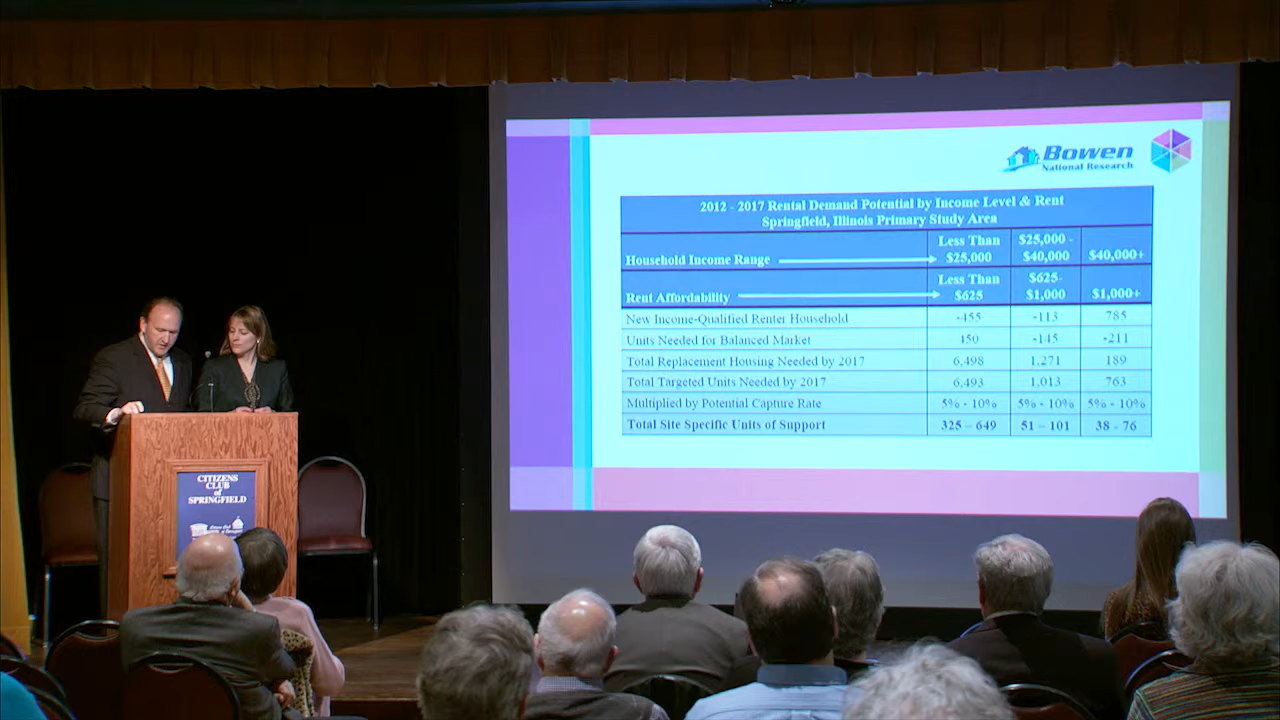 Bowen
National Research
2012 - 2017 Rental Demand Potential by Income Level & Rent
Springfield, Illinois Primary Study Area
Household Income Range Less Than $25,000 $25,000 - $40,000 $40,000+
Rent Affordability Less Than $625 $625- $1,000 $1,000+
New Income-Qualified Renter Household -455 -113 785
Units Needed for Balanced Market 450 -145 -211
Total Replacement Housing Needed by 2017 6,498 1,271 189
Total Targeted Units Needed by 2017 6,493 1,013 763
Multiplied by Potential Capture Rate 5% - 10% 5% - 10% 5% - 10%
Total Site Specific Units of Support 325 – 649 51 – 101 38 - 76
CITIZENS
CLUB
of
SPRINGFIELD